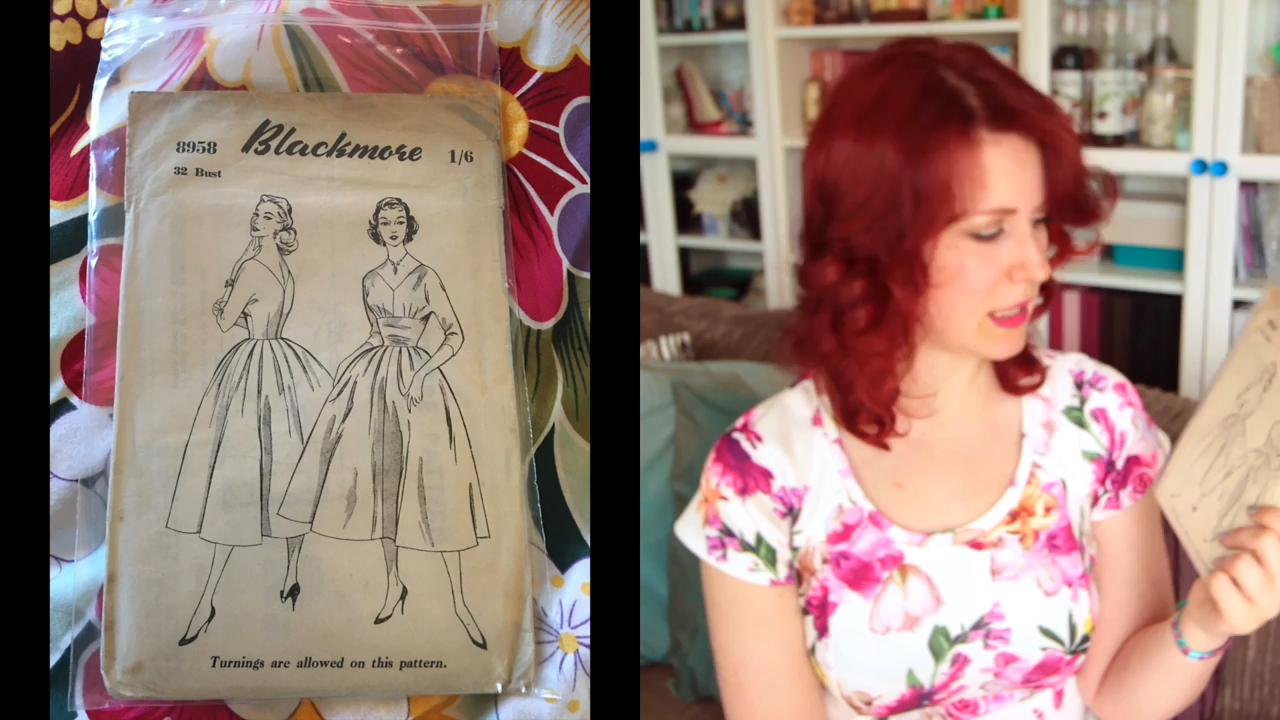 8958 Blackmore 1/6
32 Bust
Turnings are allowed on this pattern.